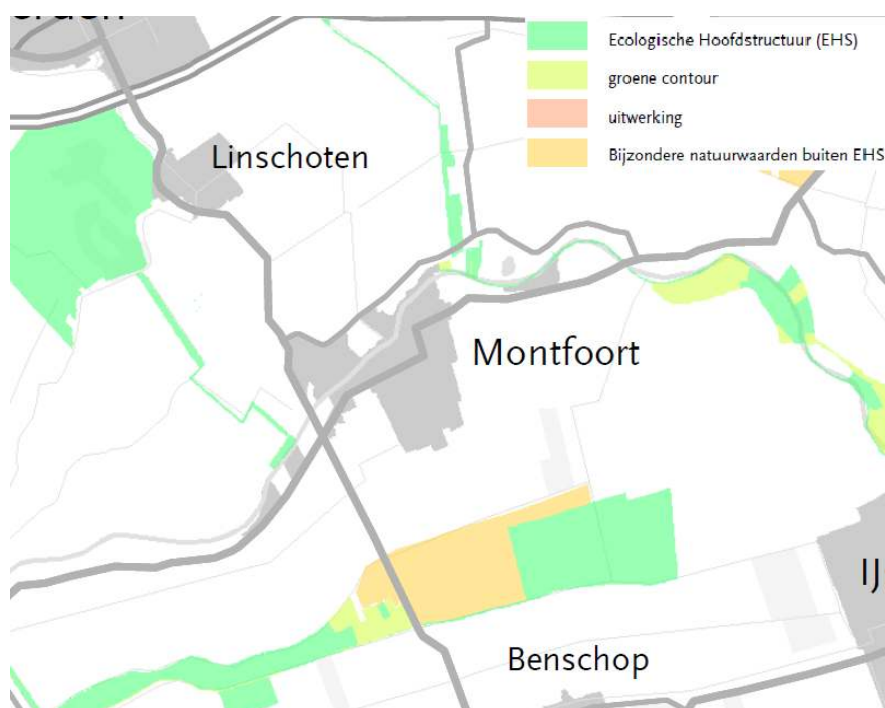 Ecologische Hoofdstructuur (EHS)
groene contour
uitwerking
Bijzondere natuurwaarden buiten EHS
Linschoten
Montfoort
IJ
Benschop